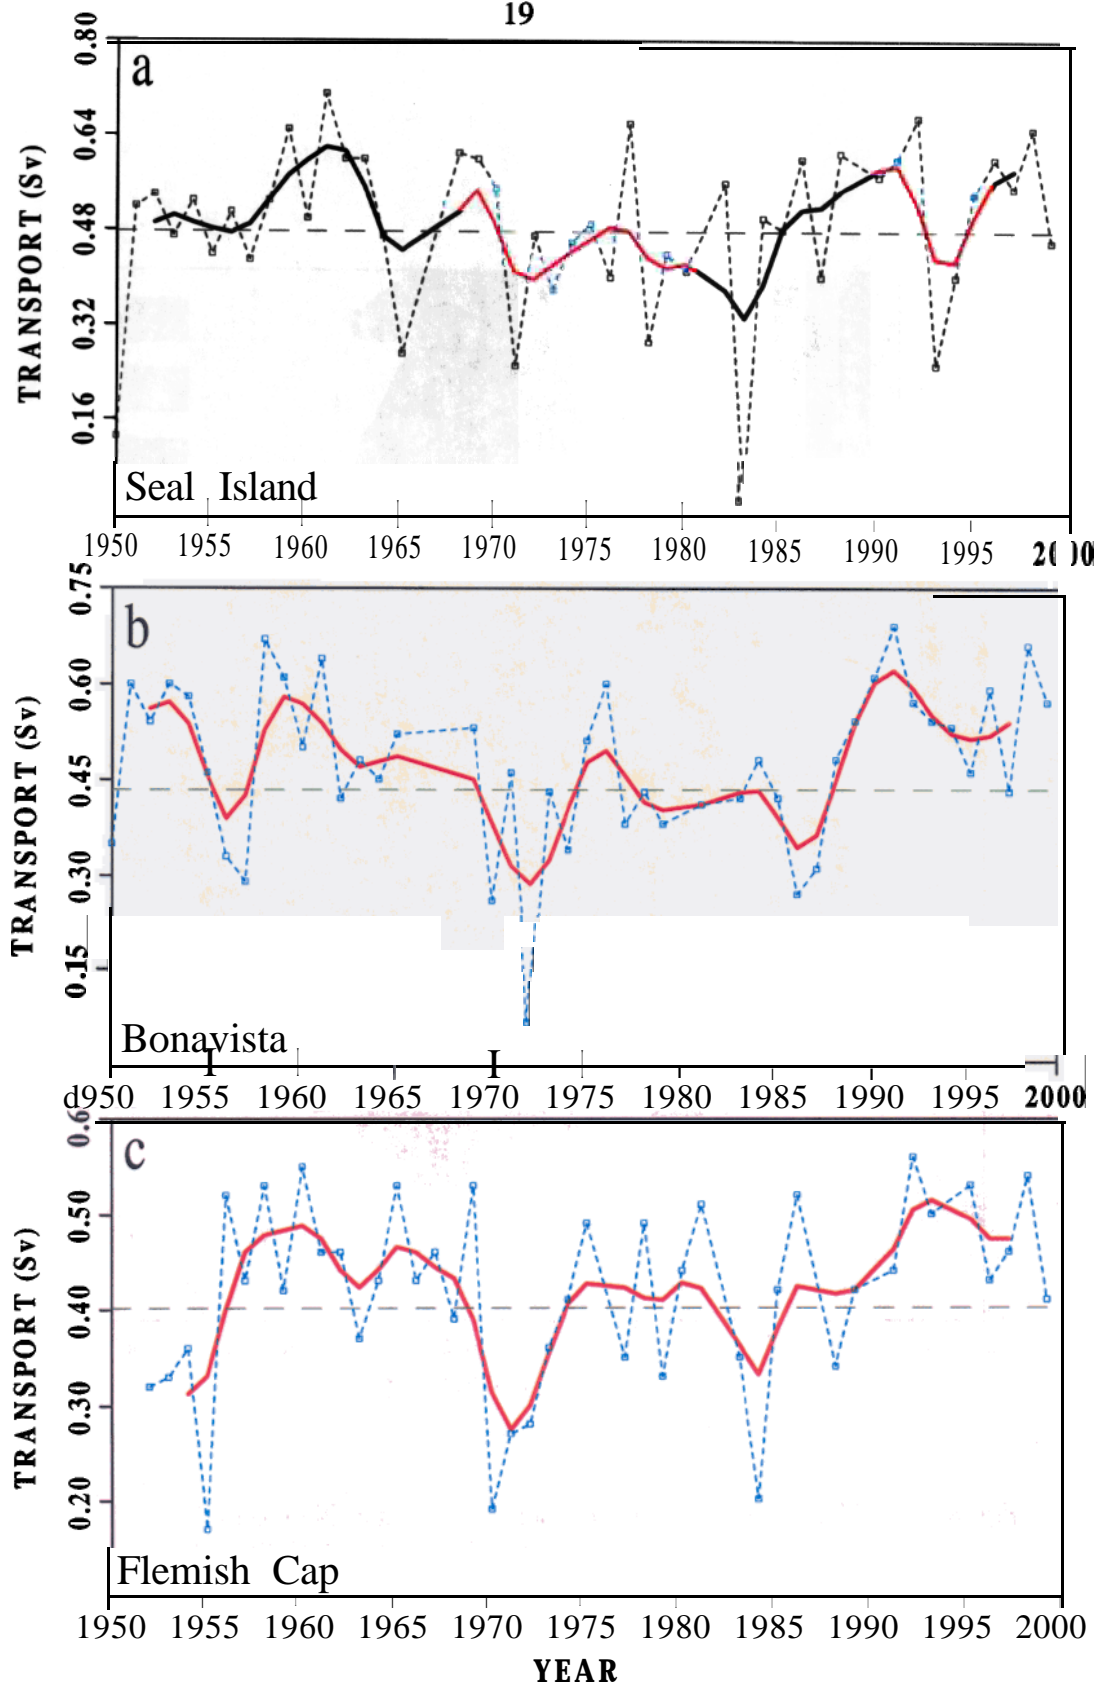 19
0.80
0.64
0.48
0.32
0.16
TRANSPORT (Sv)
a
Seal Island
1950 1955 1960 1965 1970 1975 1980 1985 1990 1995
0.75
0.60
0.45
0.30
0.15
TRANSPORT (Sv)
b
Bonavista
1950 1955 1960 1965 1970 1975 1980 1985 1990 1995 2000
0.6
0.50
0.40
0.30
0.20
TRANSPORT (Sv)
c
Flemish Cap
1950 1955 1960 1965 1970 1975 1980 1985 1990 1995 2000
YEAR